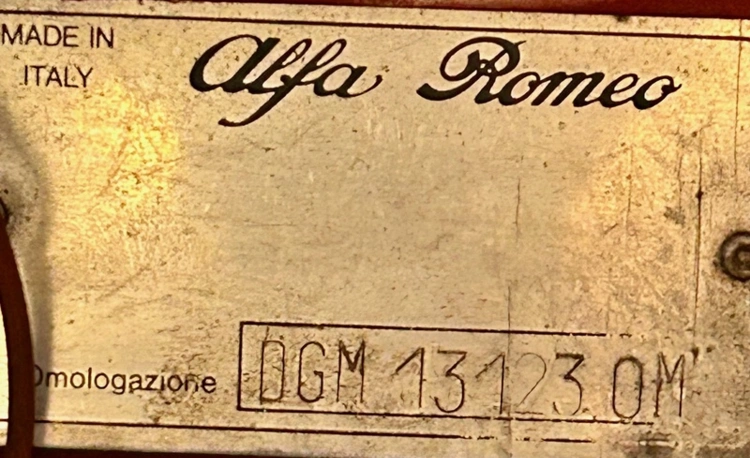 MADE IN
ITALY
Alfa Romeo
Omologazione DGM 13123 OM